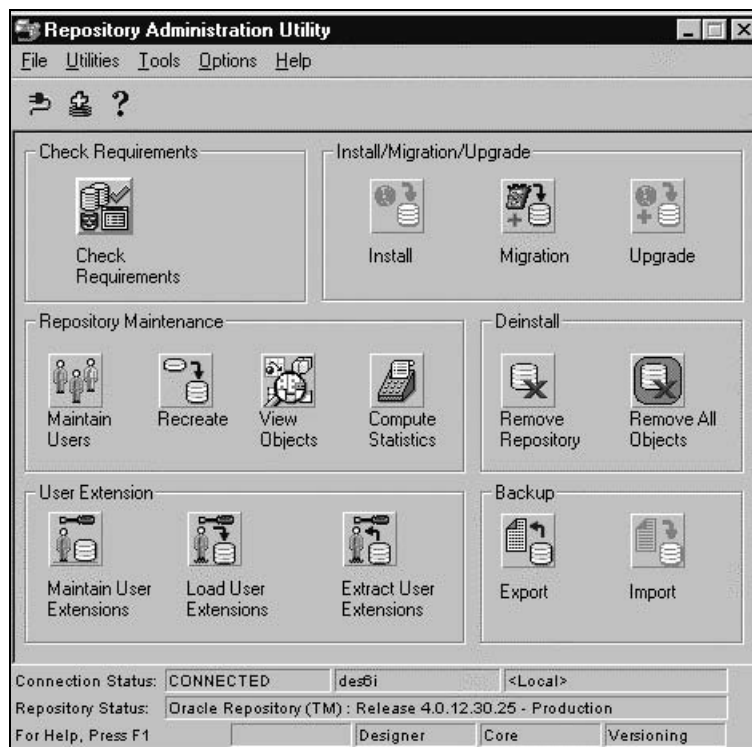 Repository Administration Utility
File Utilities Tools Options Help
?
Check Requirements
Check
Requirements
Install/Migration/Upgrade
Install
Migration
Upgrade
Repository Maintenance
Maintain
Users
Recreate
View
Objects
Compute
Statistics
Deinstall
Remove
Repository
Remove All
Objects
User Extension
Maintain User
Extensions
Load User
Extensions
Extract User
Extensions
Backup
Export
Import
Connection Status: CONNECTED des6i <Local>
Repository Status: Oracle Repository (TM) : Release 4.0.12.30.25 - Production
For Help, Press F1 Designer Core Versioning